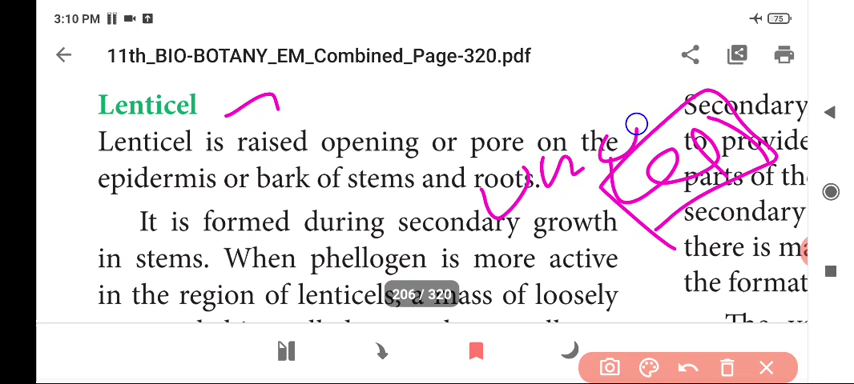 3:10 PM
75
11th_BIO-BOTANY_EM_Combined_Page-320.pdf
Lenticel
Lenticel is raised opening or pore on the
epidermis or bark of stems and roots.
It is formed during secondary growth
in stems. When phellogen is more active
in the region of lenticels, a mass of loosely
206 / 320
Secondary
to provide
parts of th
secondary
there is ma
the format